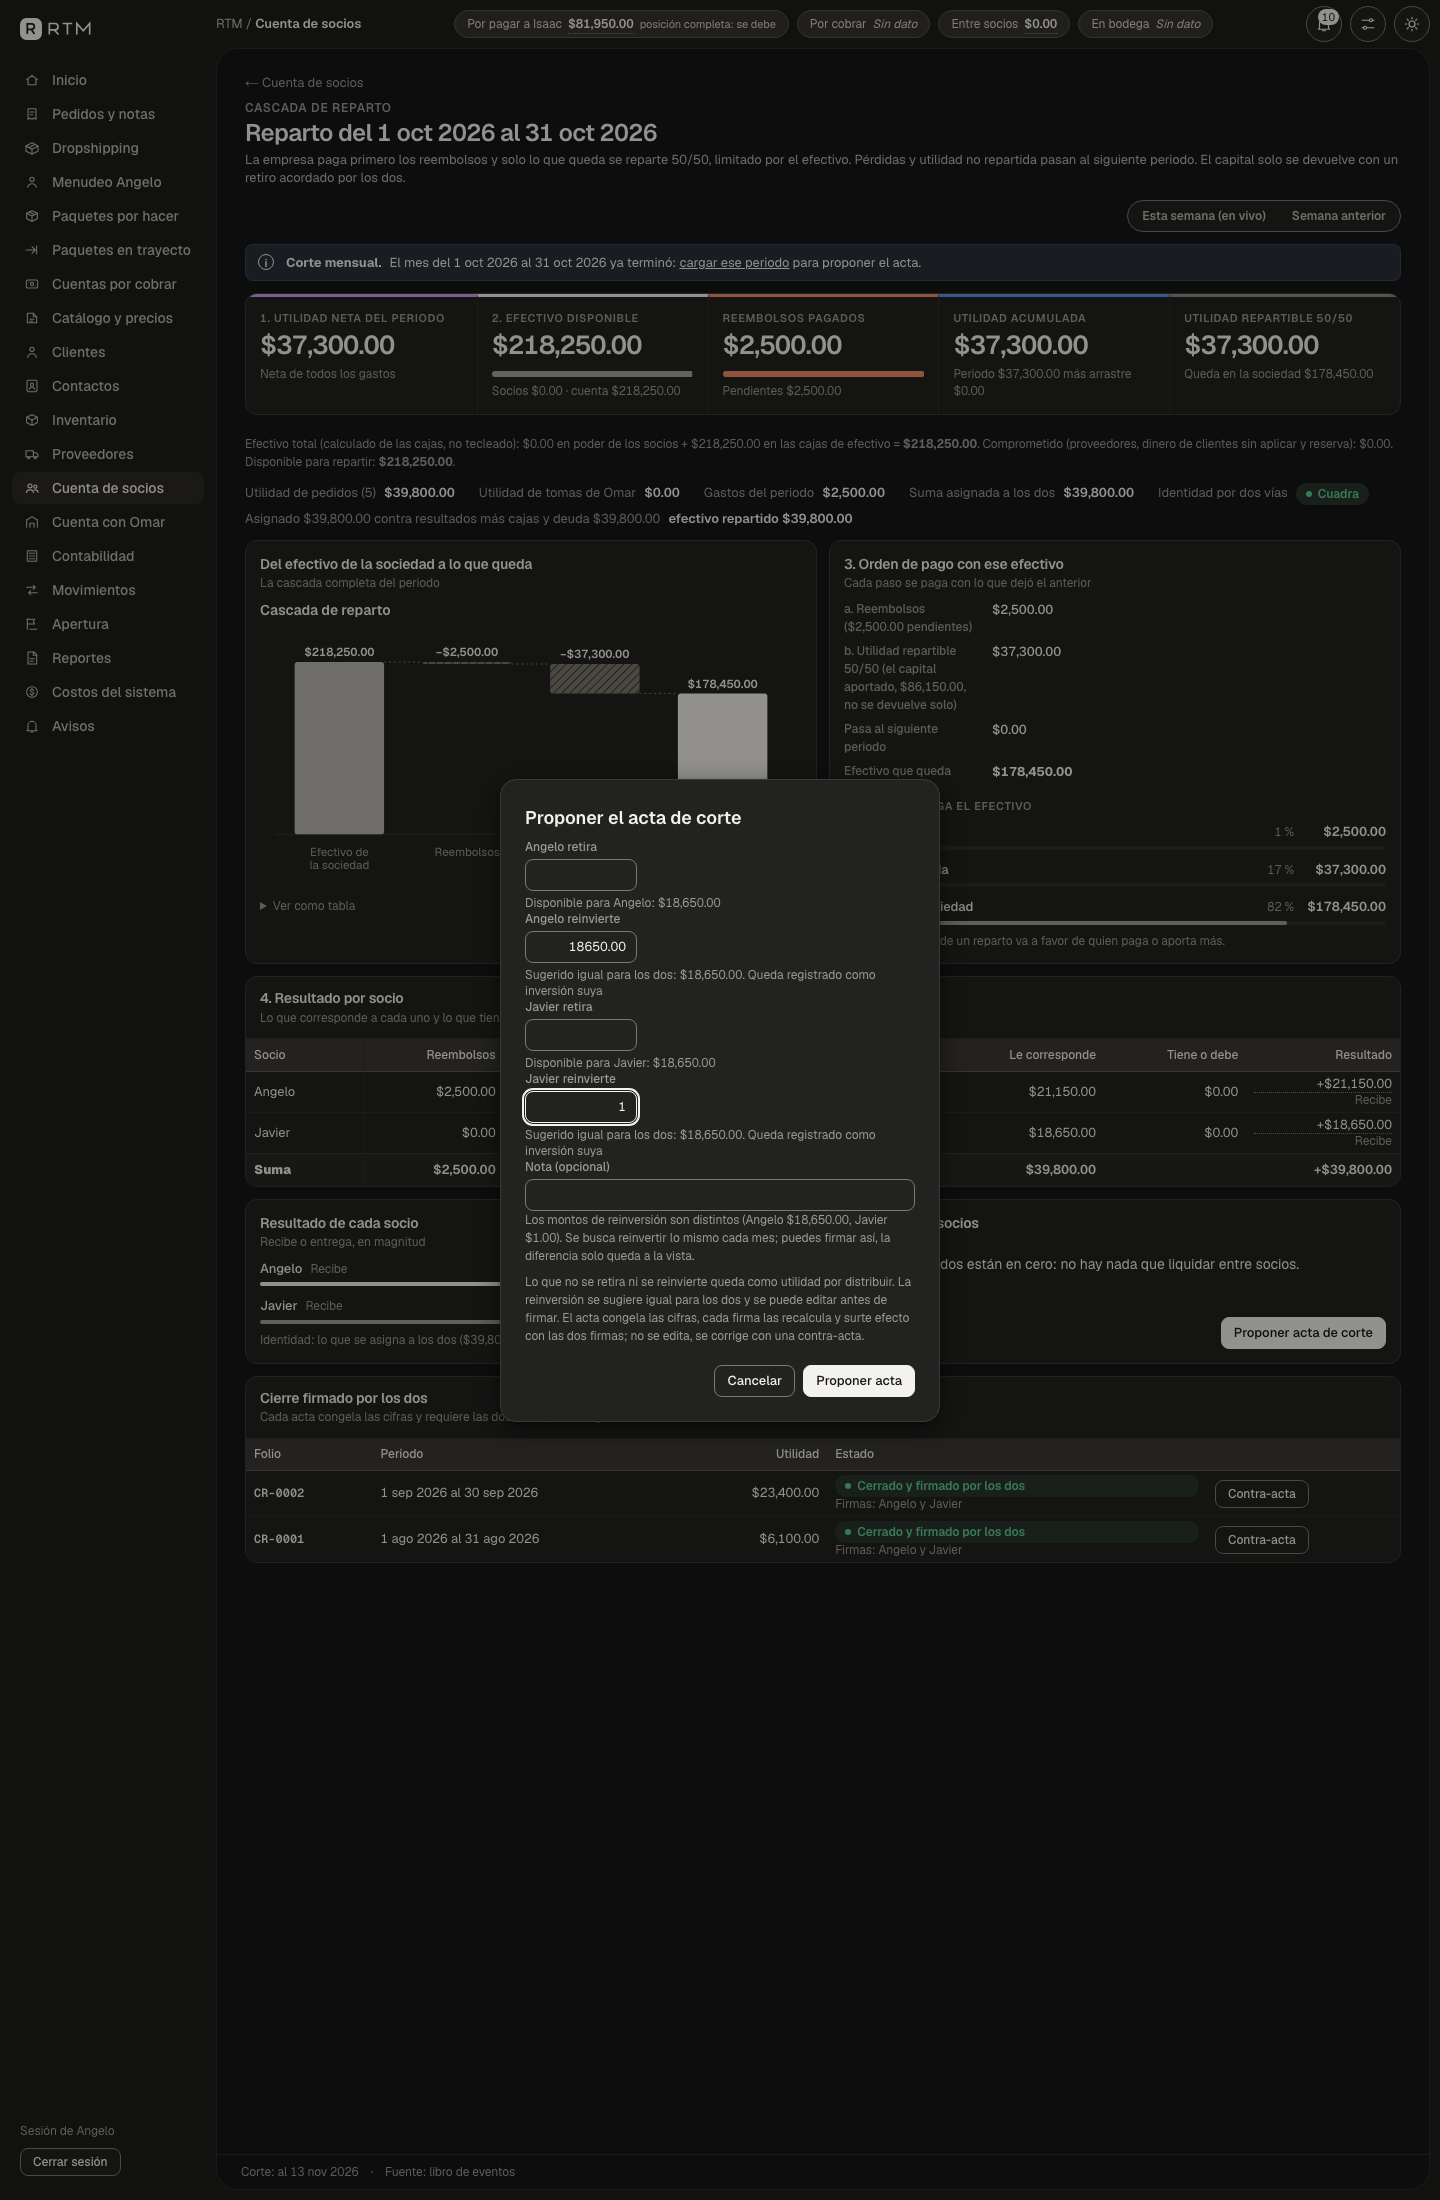 R RTM
RTM / Cuenta de socios
Por pagar a Isaac $81,950.00 posición completa: se debe
Por cobrar Sin dato
Entre socios $0.00
En bodega Sin dato
10
Inicio
Pedidos y notas
Dropshipping
Menudeo Angelo
Paquetes por hacer
Paquetes en trayecto
Cuentas por cobrar
Catálogo y precios
Clientes
Contactos
Inventario
Proveedores
Cuenta de socios
Cuenta con Omar
Contabilidad
Movimientos
Apertura
Reportes
Costos del sistema
Avisos
Sesión de Angelo
Cerrar sesión
← Cuenta de socios
CASCADA DE REPARTO
Reparto del 1 oct 2026 al 31 oct 2026
La empresa paga primero los reembolsos y solo lo que queda se reparte 50/50, limitado por el efectivo. Pérdidas y utilidad no repartida pasan al siguiente periodo. El capital solo se devuelve con un
retiro acordado por los dos.
Esta semana (en vivo) Semana anterior
Corte mensual. El mes del 1 oct 2026 al 31 oct 2026 ya terminó: cargar ese periodo para proponer el acta.
1. UTILIDAD NETA DEL PERIODO
$37,300.00
Neta de todos los gastos
2. EFECTIVO DISPONIBLE
$218,250.00
Socios $0.00 · cuenta $218,250.00
REEMBOLSOS PAGADOS
$2,500.00
Pendientes $2,500.00
UTILIDAD ACUMULADA
$37,300.00
Periodo $37,300.00 más arrastre
$0.00
UTILIDAD REPARTIBLE 50/50
$37,300.00
Queda en la sociedad $178,450.00
Efectivo total (calculado de las cajas, no tecleado): $0.00 en poder de los socios + $218,250.00 en las cajas de efectivo = $218,250.00. Comprometido (proveedores, dinero de clientes sin aplicar y reserva): $0.00.
Disponible para repartir: $218,250.00.
Utilidad de pedidos (5) $39,800.00 Utilidad de tomas de Omar $0.00 Gastos del periodo $2,500.00 Suma asignada a los dos $39,800.00 Identidad por dos vías Cuadra
Asignado $39,800.00 contra resultados más cajas y deuda $39,800.00 efectivo repartido $39,800.00
Del efectivo de la sociedad a lo que queda
La cascada completa del periodo
Cascada de reparto
$218,250.00
−$2,500.00
−$37,300.00
$178,450.00
Efectivo de
la sociedad
Reembolsos
Ver como tabla
3. Orden de pago con ese efectivo
Cada paso se paga con lo que dejó el anterior
a. Reembolsos
($2,500.00 pendientes)
$2,500.00
b. Utilidad repartible
50/50 (el capital
aportado, $86,150.00,
no se devuelve solo)
$37,300.00
Pasa al siguiente
periodo
$0.00
Efectivo que queda
$178,450.00
GA EL EFECTIVO
1 % $2,500.00
ia 17 % $37,300.00
iedad 82 % $178,450.00
de un reparto va a favor de quien paga o aporta más.
4. Resultado por socio
Lo que corresponde a cada uno y lo que tien
Socio Reembolsos Le corresponde Tiene o debe Resultado
Angelo $2,500.00 $21,150.00 $0.00 +$21,150.00
Recibe
Javier $0.00 $18,650.00 $0.00 +$18,650.00
Recibe
Suma $2,500.00 $39,800.00 +$39,800.00
Resultado de cada socio
Recibe o entrega, en magnitud
Angelo Recibe
Javier Recibe
Identidad: lo que se asigna a los dos ($39,80
socios
dos están en cero: no hay nada que liquidar entre socios.
Proponer acta de corte
Proponer el acta de corte
Angelo retira
Disponible para Angelo: $18,650.00
Angelo reinvierte
18650.00
Sugerido igual para los dos: $18,650.00. Queda registrado como
inversión suya
Javier retira
Disponible para Javier: $18,650.00
Javier reinvierte
1
Sugerido igual para los dos: $18,650.00. Queda registrado como
inversión suya
Nota (opcional)
Los montos de reinversión son distintos (Angelo $18,650.00, Javier
$1.00). Se busca reinvertir lo mismo cada mes; puedes firmar así, la
diferencia solo queda a la vista.
Lo que no se retira ni se reinvierte queda como utilidad por distribuir. La
reinversión se sugiere igual para los dos y se puede editar antes de
firmar. El acta congela las cifras, cada firma las recalcula y surte efecto
con las dos firmas; no se edita, se corrige con una contra-acta.
Cancelar
Proponer acta
Cierre firmado por los dos
Cada acta congela las cifras y requiere las do
Folio Periodo Utilidad Estado
CR-0002 1 sep 2026 al 30 sep 2026 $23,400.00 Cerrado y firmado por los dos Contra-acta
Firmas: Angelo y Javier
CR-0001 1 ago 2026 al 31 ago 2026 $6,100.00 Cerrado y firmado por los dos Contra-acta
Firmas: Angelo y Javier
Corte: al 13 nov 2026 · Fuente: libro de eventos